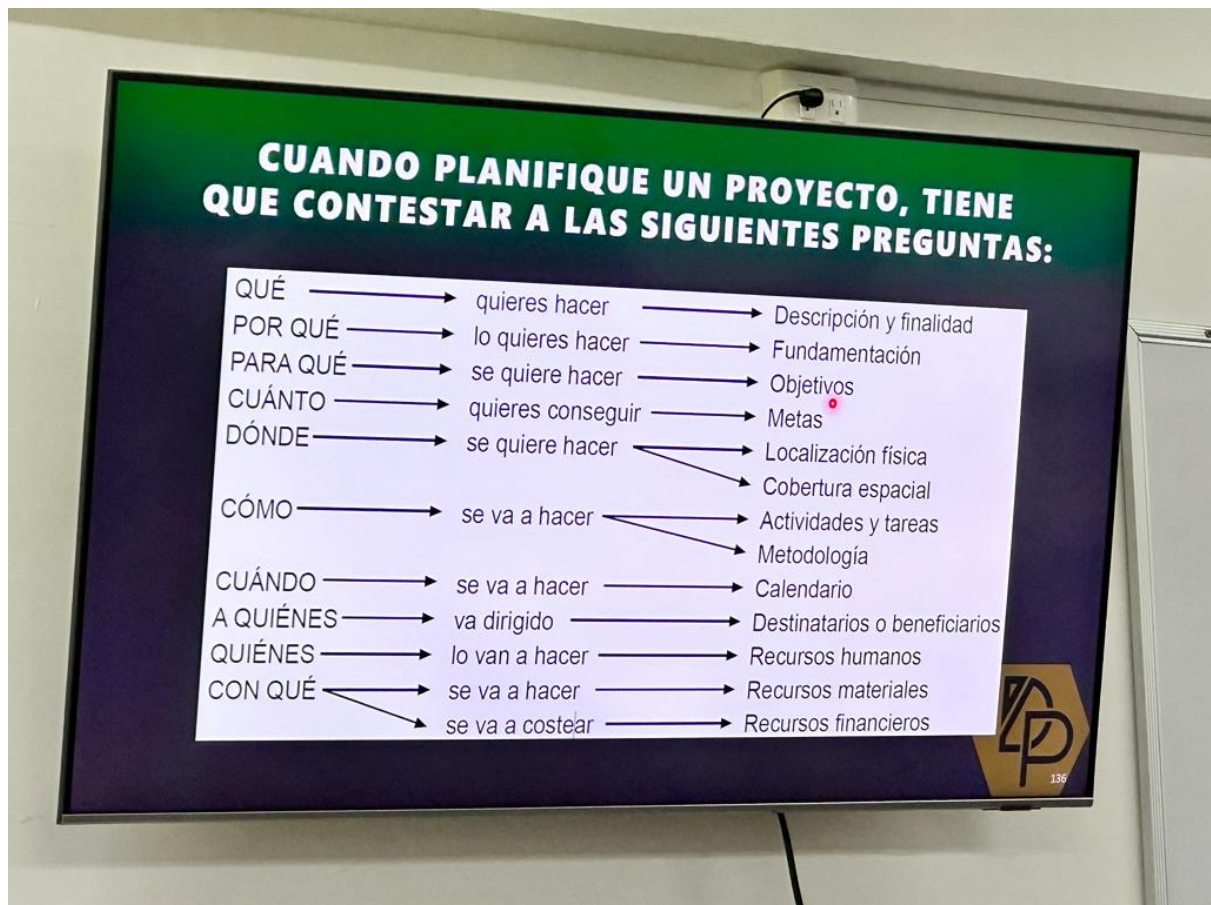 CUANDO PLANIFIQUE UN PROYECTO, TIENE
QUE CONTESTAR A LAS SIGUIENTES PREGUNTAS:
QUÉ quieres hacer Descripción y finalidad
POR QUÉ lo quieres hacer Fundamentación
PARA QUÉ se quiere hacer Objetivos
CUÁNTO quieres conseguir Metas
DÓNDE se quiere hacer Localización física
Cobertura espacial
CÓMO se va a hacer Actividades y tareas
Metodología
CUÁNDO se va a hacer Calendario
A QUIÉNES va dirigido Destinatarios o beneficiarios
QUIÉNES lo van a hacer Recursos humanos
CON QUÉ se va a hacer Recursos materiales
se va a costear Recursos financieros
136